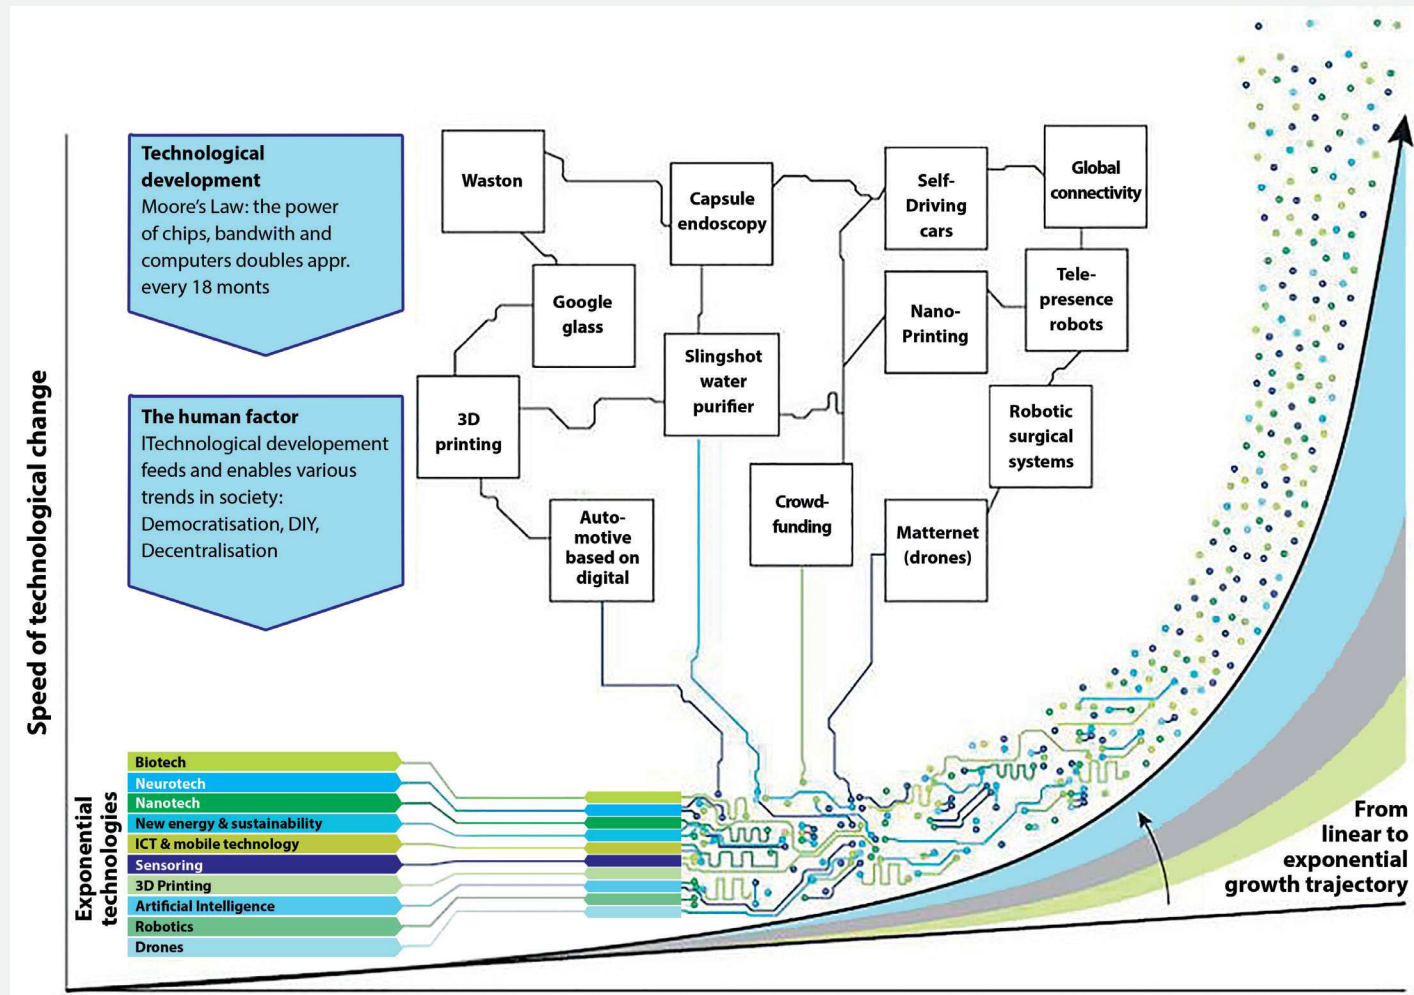 Technological
development
Moore's Law: the power
of chips, bandwith and
computers doubles appr.
every 18 monts
The human factor
ITechnological developement
feeds and enables various
trends in society:
Democratisation, DIY,
Decentralisation
Waston
Capsule
endoscopy
Self-
Driving
cars
Global
connectivity
Google
glass
Nano-
Printing
Tele-
presence
robots
Slingshot
water
purifier
3D
printing
Robotic
surgical
systems
Auto-
motive
based on
digital
Crowd-
funding
Matternet
(drones)
Speed of technological change
Exponential
technologies
Biotech
Neurotech
Nanotech
New energy & sustainability
ICT & mobile technology
Sensoring
3D Printing
Artificial Intelligence
Robotics
Drones
From
linear to
exponential
growth trajectory